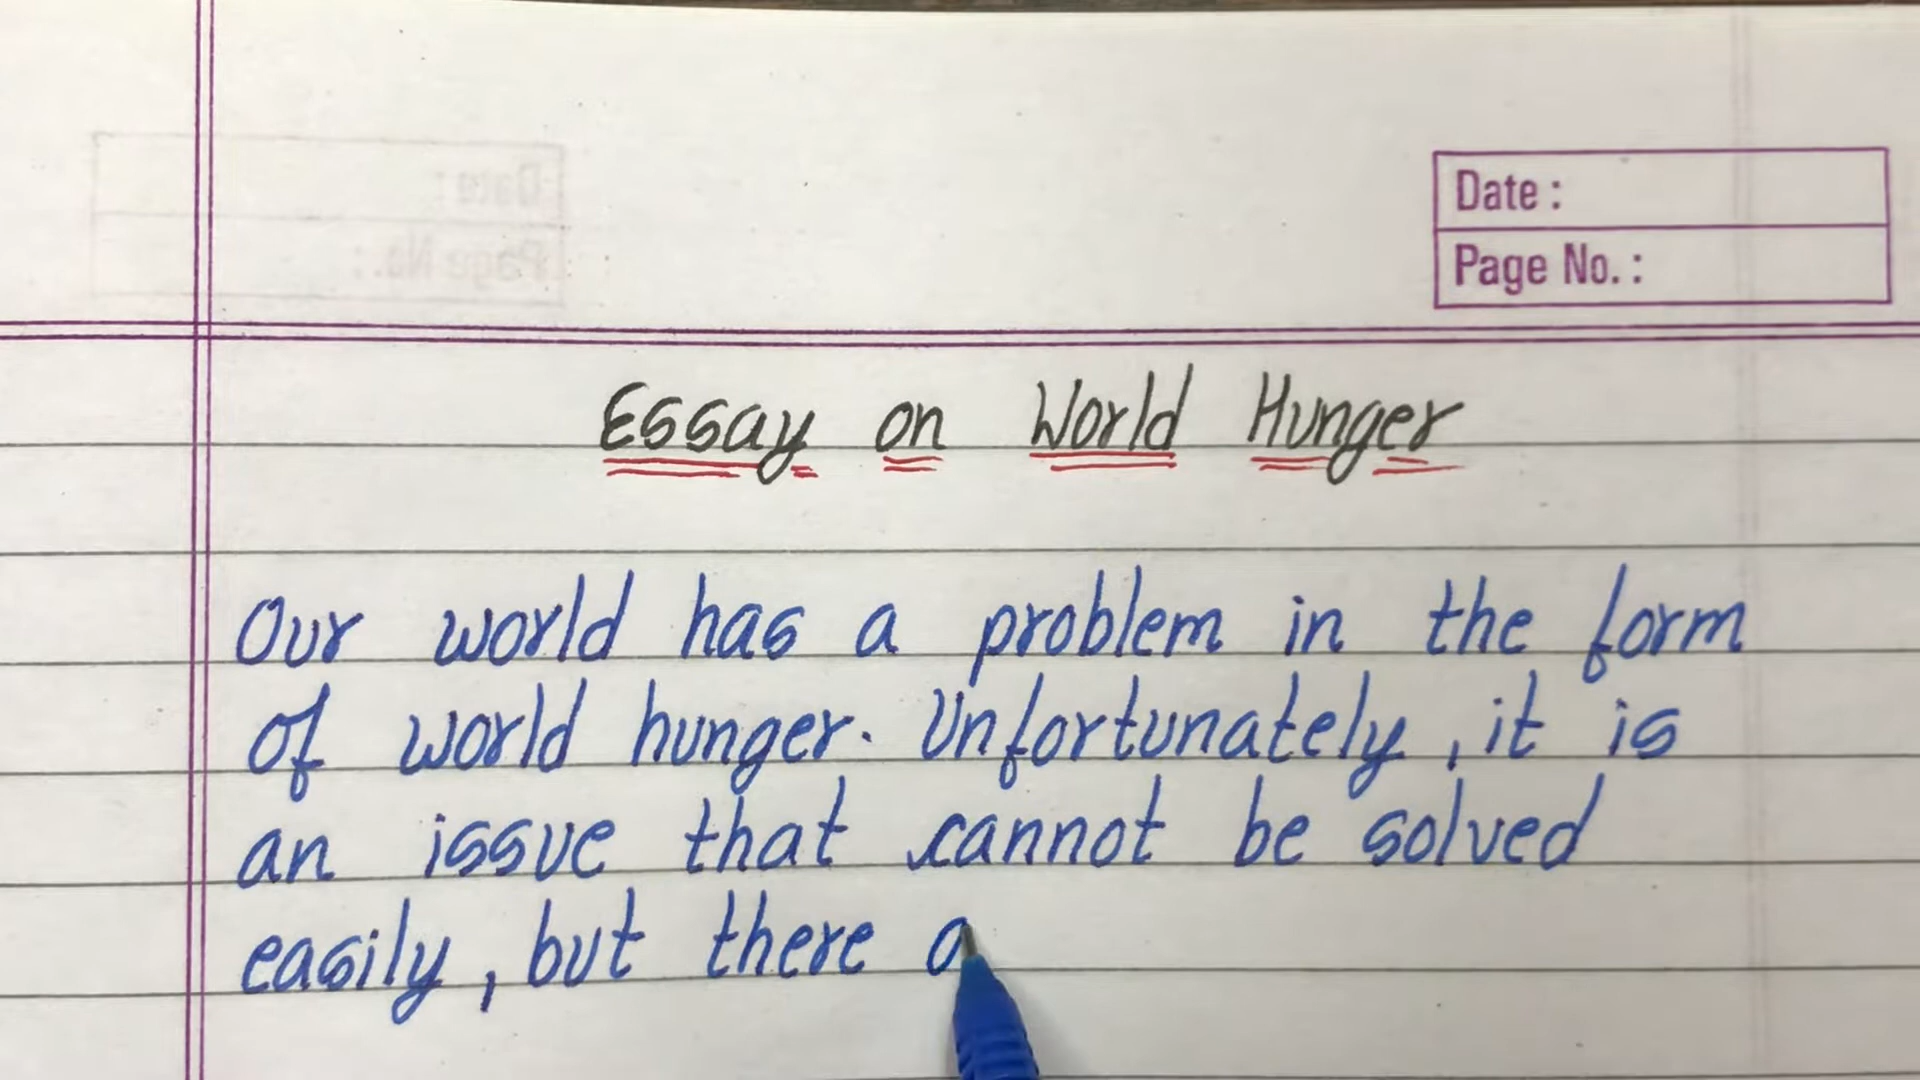 Date :
Page No. :
Essay on World Hunger
Our world has a problem in the form
of world hunger. Unfortunately, it is
an issue that cannot be solved
easily, but there a